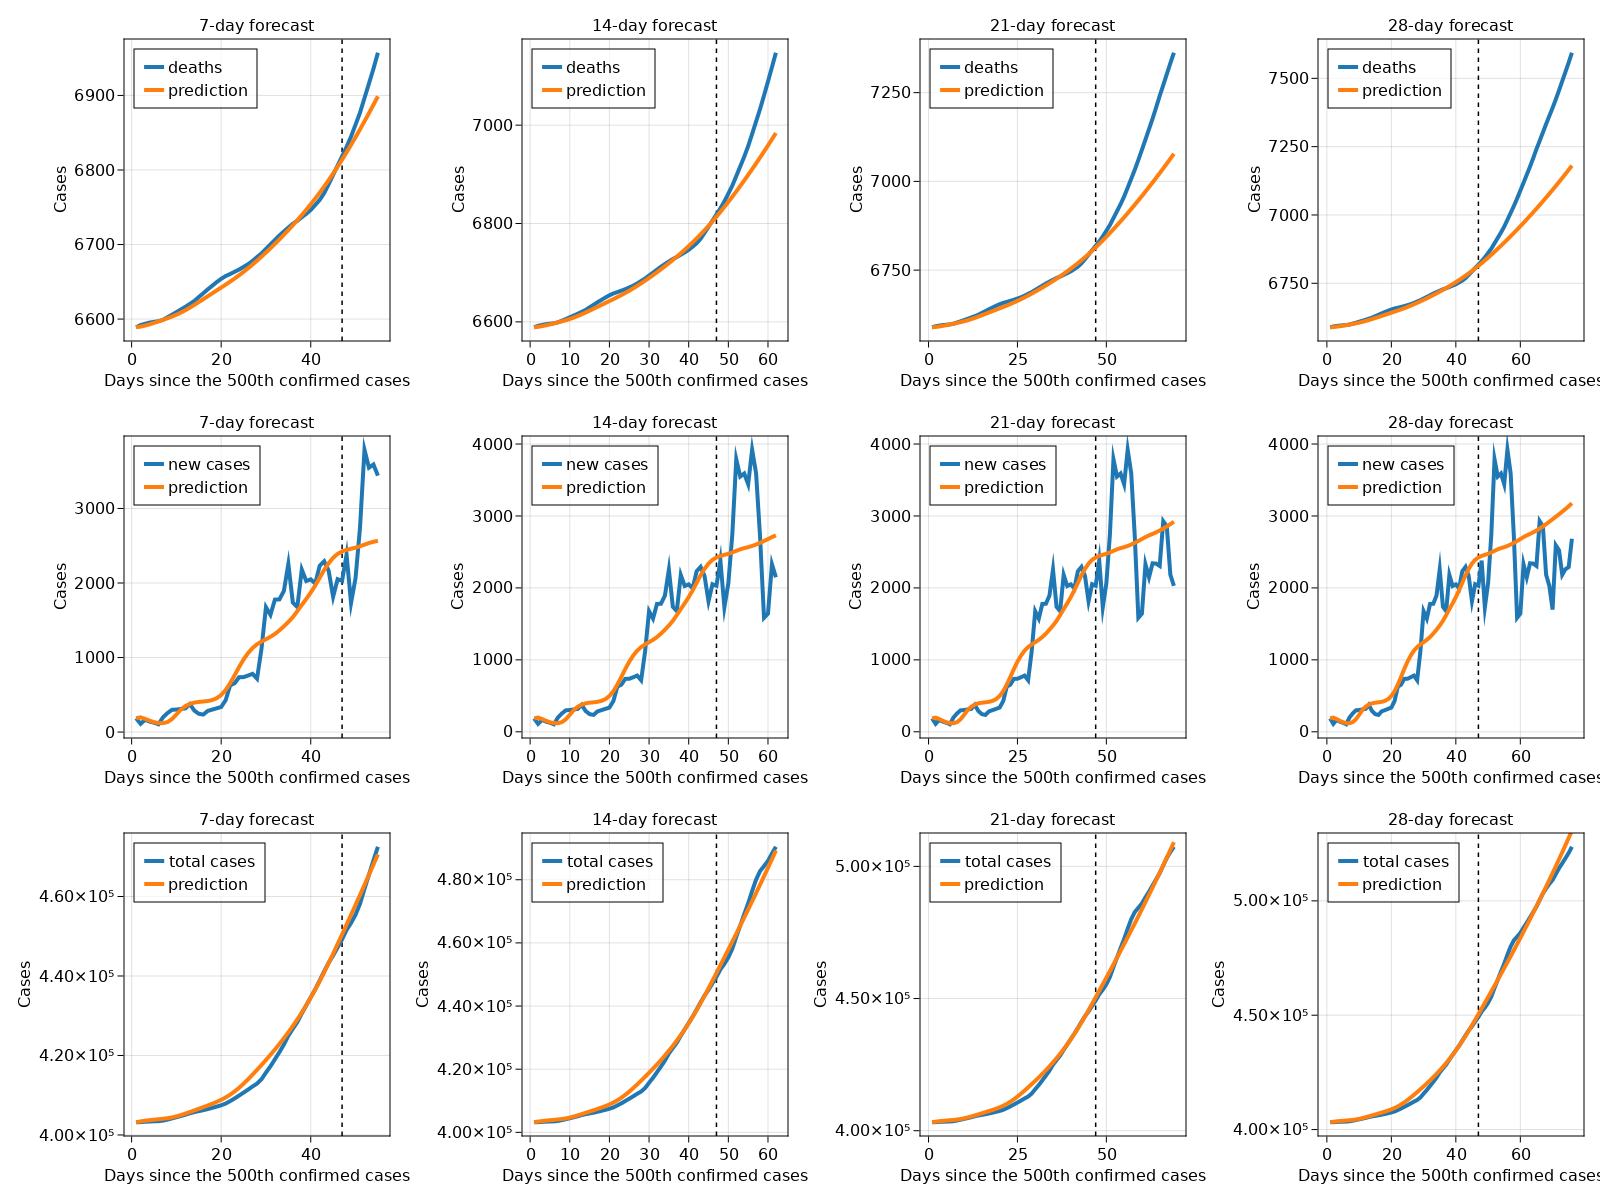 7-day forecast
deaths
prediction
Cases
6900
6800
6700
6600
0 20 40
Days since the 500th confirmed cases
14-day forecast
deaths
prediction
Cases
7000
6800
6600
0 10 20 30 40 50 60
Days since the 500th confirmed cases
21-day forecast
deaths
prediction
Cases
7250
7000
6750
0 25 50
Days since the 500th confirmed cases
28-day forecast
deaths
prediction
Cases
7500
7250
7000
6750
0 20 40 60
Days since the 500th confirmed cases
7-day forecast
new cases
prediction
Cases
3000
2000
1000
0
0 20 40
Days since the 500th confirmed cases
14-day forecast
new cases
prediction
Cases
4000
3000
2000
1000
0
0 10 20 30 40 50 60
Days since the 500th confirmed cases
21-day forecast
new cases
prediction
Cases
4000
3000
2000
1000
0
0 25 50
Days since the 500th confirmed cases
28-day forecast
new cases
prediction
Cases
4000
3000
2000
1000
0
0 20 40 60
Days since the 500th confirmed cases
7-day forecast
total cases
prediction
Cases
4.60×10⁵
4.40×10⁵
4.20×10⁵
4.00×10⁵
0 20 40
Days since the 500th confirmed cases
14-day forecast
total cases
prediction
Cases
4.80×10⁵
4.60×10⁵
4.40×10⁵
4.20×10⁵
4.00×10⁵
0 10 20 30 40 50 60
Days since the 500th confirmed cases
21-day forecast
total cases
prediction
Cases
5.00×10⁵
4.50×10⁵
4.00×10⁵
0 25 50
Days since the 500th confirmed cases
28-day forecast
total cases
prediction
Cases
5.00×10⁵
4.50×10⁵
4.00×10⁵
0 20 40 60
Days since the 500th confirmed cases